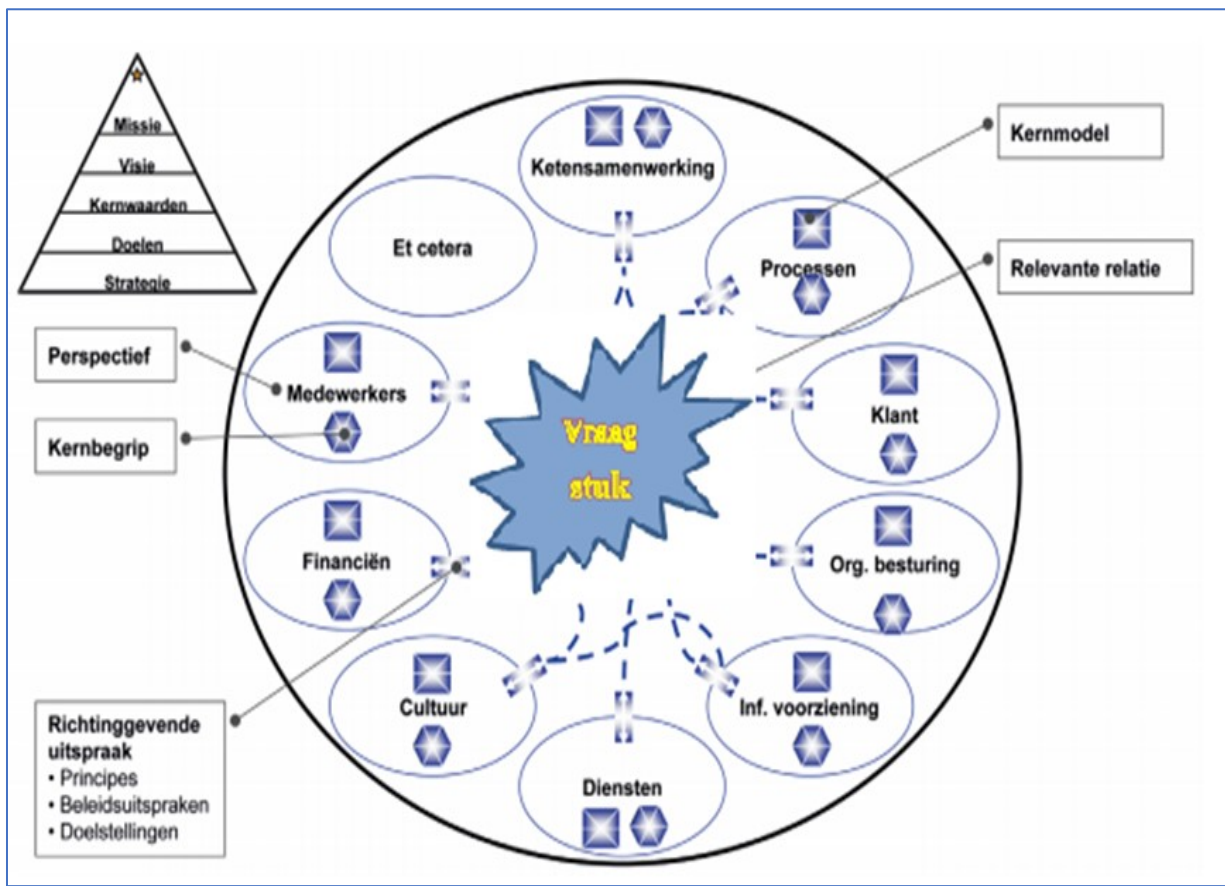 Missie
Visie
Kernwaarden
Doelen
Strategie
Ketensamenwerking
Kernmodel
Et cetera
Processen
Relevante relatie
Perspectief
Medewerkers
Klant
Kernbegrip
Vraag
stuk
Financiën
Org. besturing
Cultuur
Inf. voorziening
Richtinggevende
uitspraak
• Principes
• Beleidsuitspraken
• Doelstellingen
Diensten